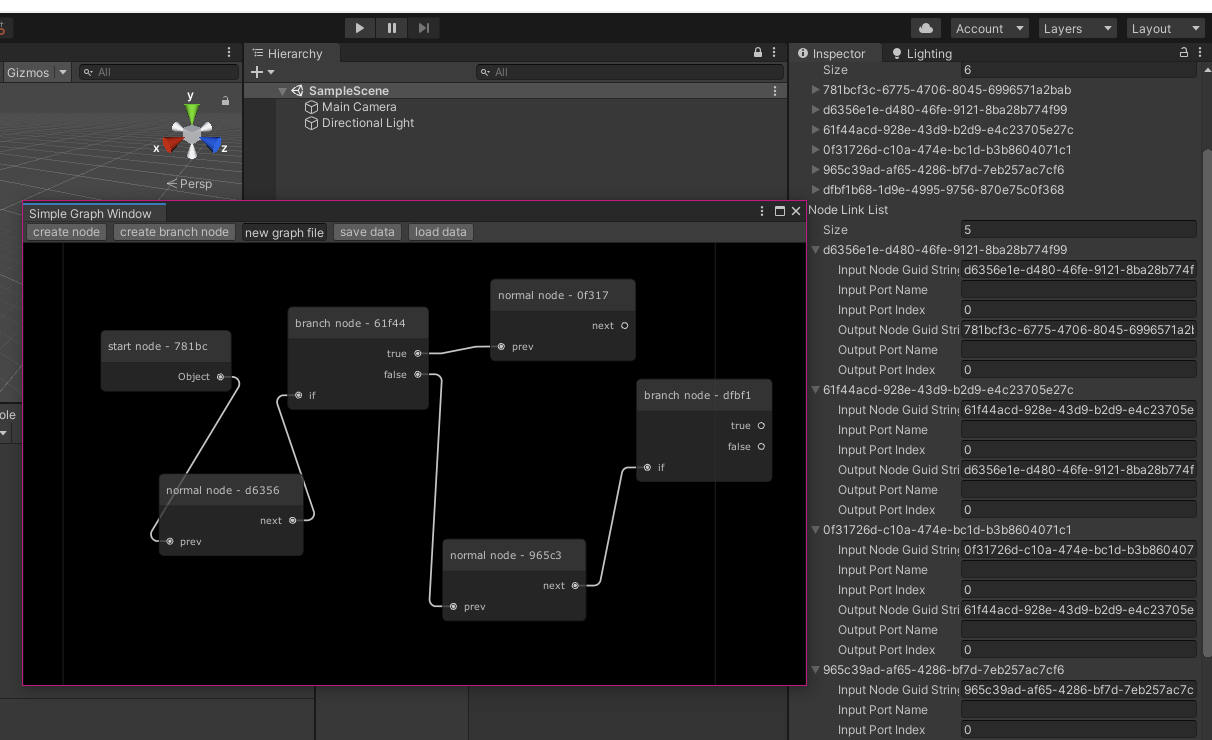 Account
Layers
Layout
Gizmos
All
y
x
z
Persp
Hierarchy
All
SampleScene
Main Camera
Directional Light
Simple Graph Window
create node
create branch node
new graph file
save data
load data
start node - 781bc
Object
normal node - d6356
next
prev
branch node - 61f44
true
false
if
normal node - 0f317
next
prev
branch node - dfbf1
true
false
if
normal node - 965c3
next
prev
ole
Inspector
Lighting
Size 6
781bcf3c-6775-4706-8045-6996571a2bab
d6356e1e-d480-46fe-9121-8ba28b774f99
61f44acd-928e-43d9-b2d9-e4c23705e27c
0f31726d-c10a-474e-bc1d-b3b8604071c1
965c39ad-af65-4286-bf7d-7eb257ac7cf6
dfbf1b68-1d9e-4995-9756-870e75c0f368
Node Link List
Size 5
d6356e1e-d480-46fe-9121-8ba28b774f99
Input Node Guid String d6356e1e-d480-46fe-9121-8ba28b774f
Input Port Name
Input Port Index 0
Output Node Guid Stri 781bcf3c-6775-4706-8045-6996571a2b
Output Port Name
Output Port Index 0
61f44acd-928e-43d9-b2d9-e4c23705e27c
Input Node Guid String 61f44acd-928e-43d9-b2d9-e4c23705e
Input Port Name
Input Port Index 0
Output Node Guid Stri d6356e1e-d480-46fe-9121-8ba28b774f
Output Port Name
Output Port Index 0
0f31726d-c10a-474e-bc1d-b3b8604071c1
Input Node Guid String 0f31726d-c10a-474e-bc1d-b3b860407
Input Port Name
Input Port Index 0
Output Node Guid Stri 61f44acd-928e-43d9-b2d9-e4c23705e
Output Port Name
Output Port Index 0
965c39ad-af65-4286-bf7d-7eb257ac7cf6
Input Node Guid String 965c39ad-af65-4286-bf7d-7eb257ac7c
Input Port Name
Input Port Index 0